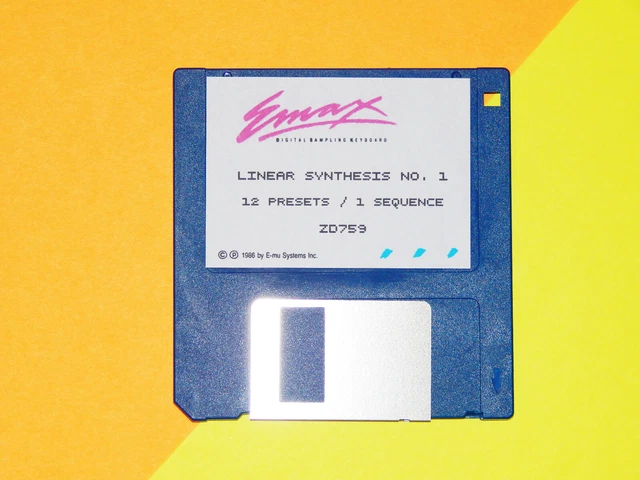 Emax
DIGITAL SAMPLING KEYBOARD
LINEAR SYNTHESIS NO. 1
12 PRESETS / 1 SEQUENCE
ZD759
© ℗ 1986 by E-mu Systems Inc.